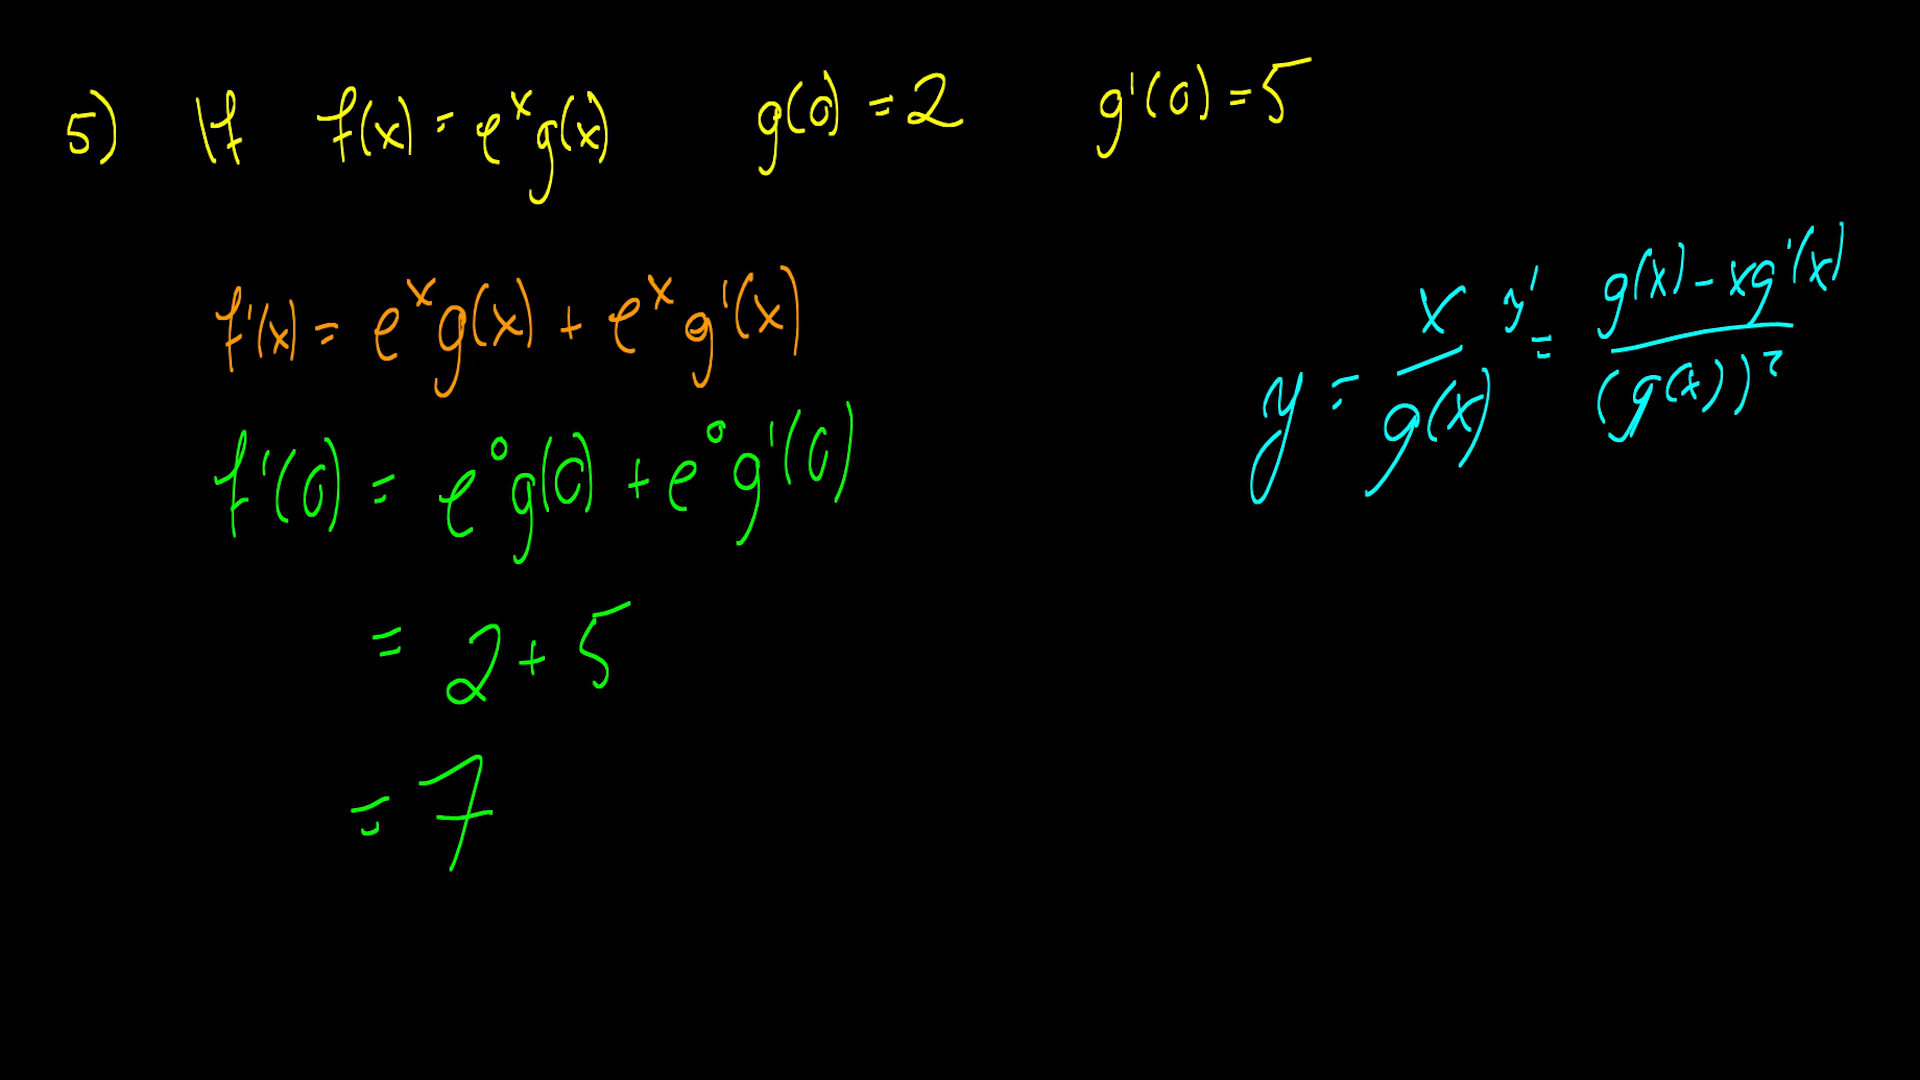 5) If f(x) = e^x g(x) g(0) = 2 g'(0) = 5
f'(x) = e^x g(x) + e^x g'(x)
f'(0) = e^0 g(0) + e^0 g'(0)
= 2 + 5
= 7
y = x / g(x) y' = g(x) - xg'(x) / (g(x))^2